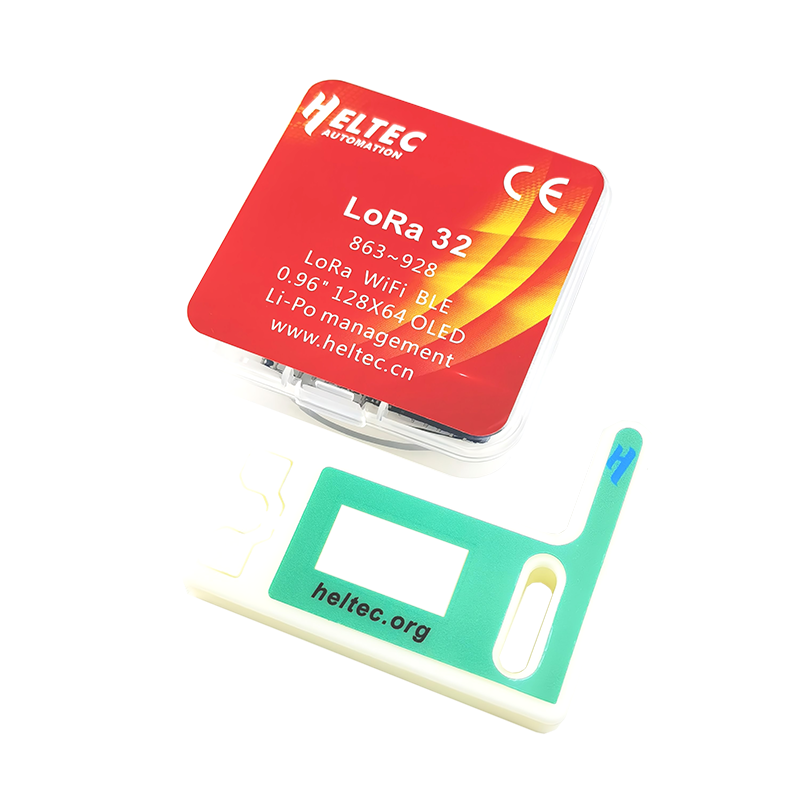 HELTEC
AUTOMATION
CE
LoRa 32
863~928
LoRa WiFi BLE
0.96" 128X64 OLED
Li-Po management
www.heltec.cn
H
heltec.org